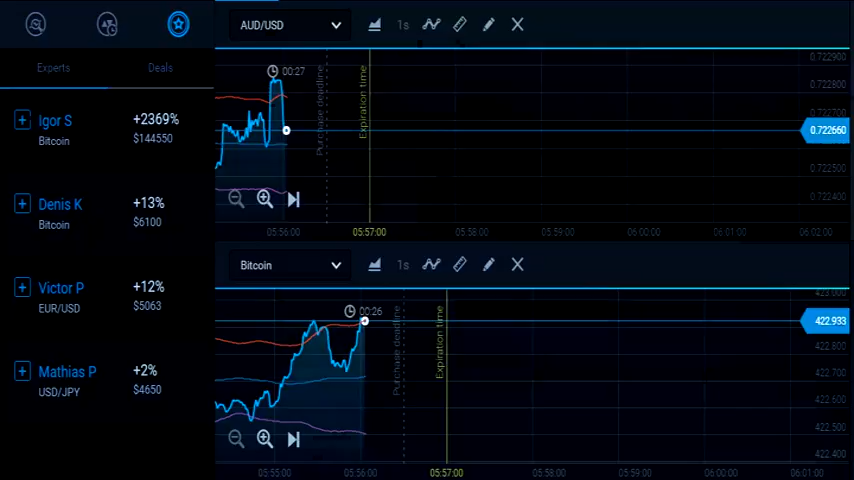 Experts
Deals
Igor S
+2369%
Bitcoin
$144550
Denis K
+13%
Bitcoin
$6100
Victor P
+12%
EUR/USD
$5063
Mathias P
+2%
USD/JPY
$4650
AUD/USD
1s
00:27
Purchase deadline
Expiration time
0.722900
0.722800
0.722660
0.722500
0.722400
05:56:00
05:57:00
05:58:00
05:59:00
06:00:00
06:01:00
06:02:00
Bitcoin
1s
00:26
Purchase deadline
Expiration time
423.000
422.933
422.800
422.700
422.600
422.500
422.400
05:55:00
05:56:00
05:57:00
05:58:00
05:59:00
06:00:00
06:01:00